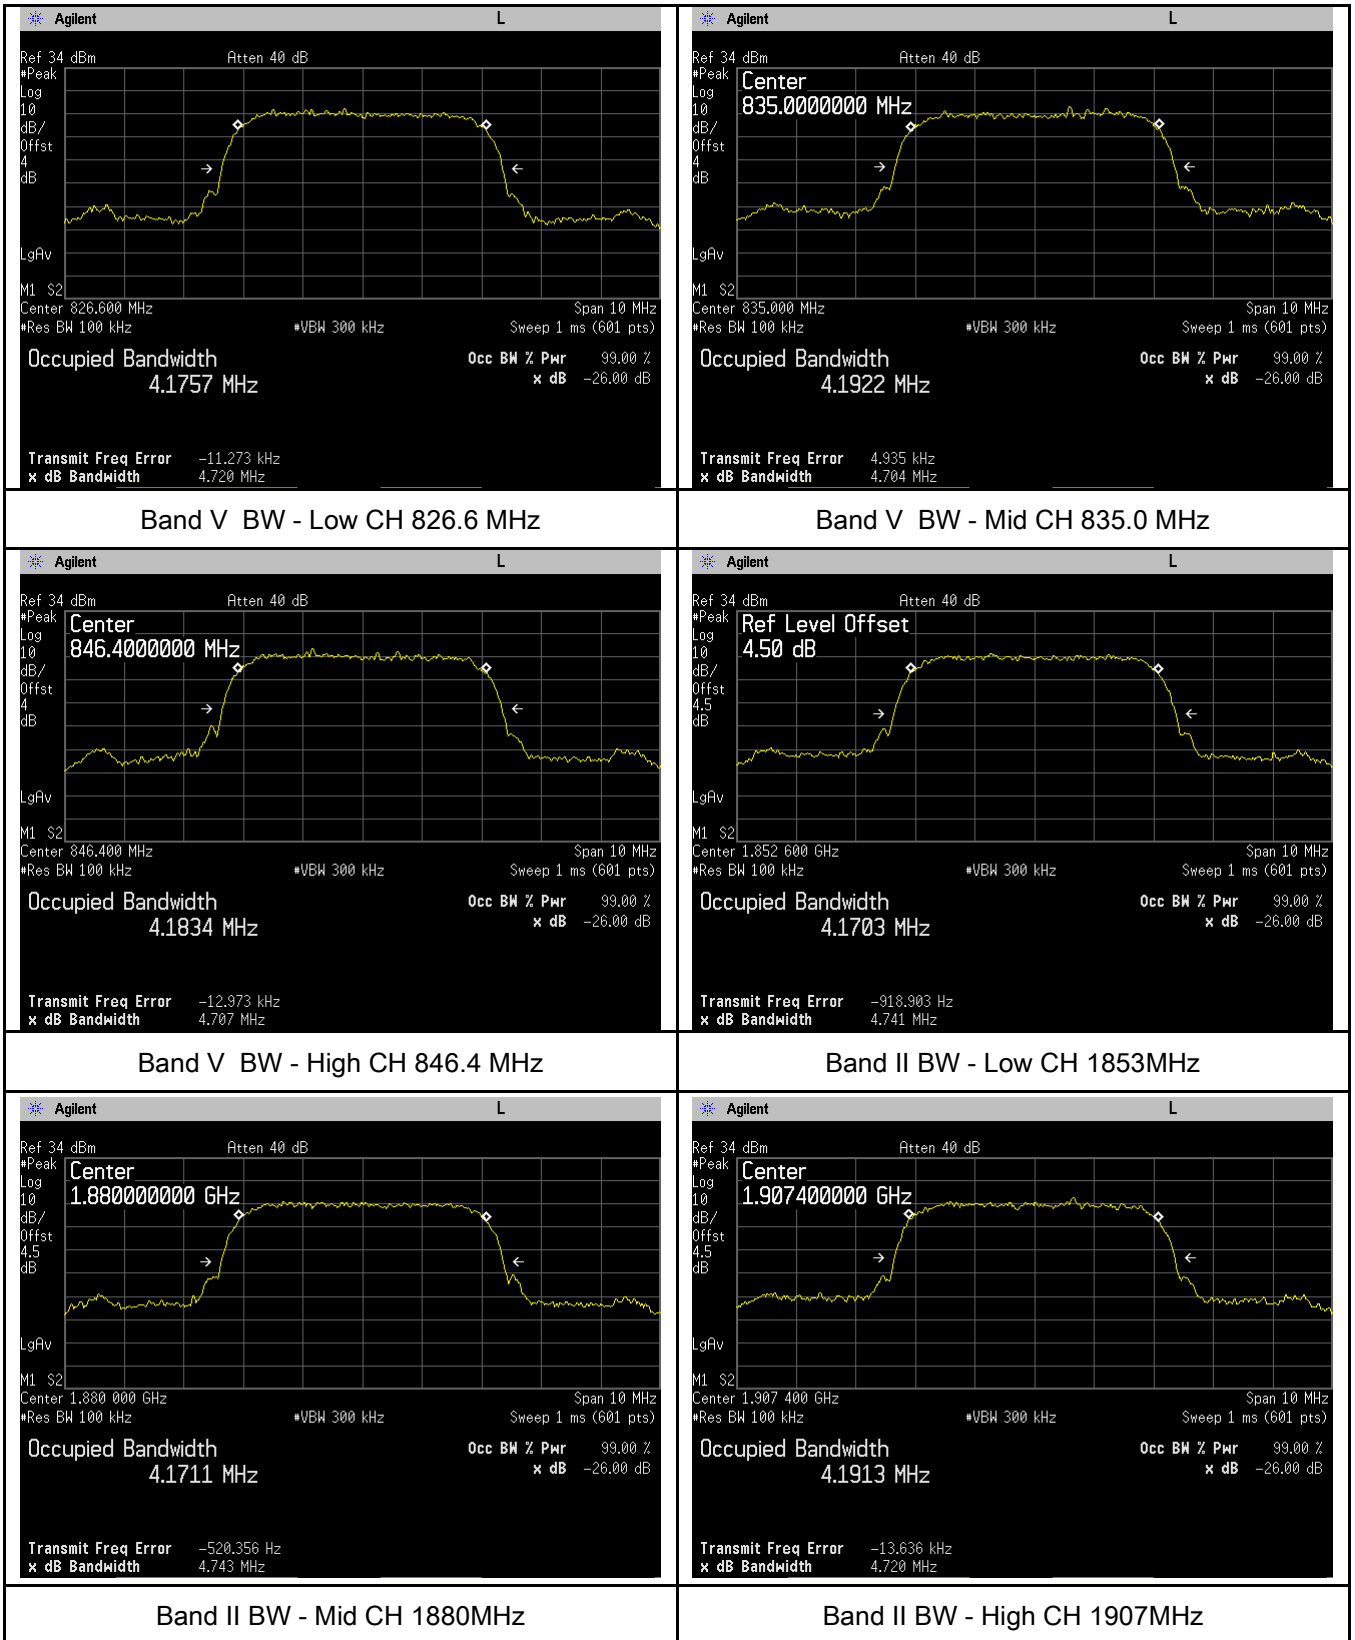 Agilent L
Ref 34 dBm Atten 40 dB
#Peak
Log
10
dB/
Offst
4
dB
LgAv
M1 S2
Center 826.600 MHz Span 10 MHz
#Res BW 100 kHz #VBW 300 kHz Sweep 1 ms (601 pts)
Occupied Bandwidth Occ BW % Pwr 99.00 %
4.1757 MHz x dB -26.00 dB
Transmit Freq Error -11.273 kHz
x dB Bandwidth 4.720 MHz
Band V BW - Low CH 826.6 MHz
Agilent L
Ref 34 dBm Atten 40 dB
#Peak
Log
10
dB/
Offst
4
dB
Center
835.0000000 MHz
LgAv
M1 S2
Center 835.000 MHz Span 10 MHz
#Res BW 100 kHz #VBW 300 kHz Sweep 1 ms (601 pts)
Occupied Bandwidth Occ BW % Pwr 99.00 %
4.1922 MHz x dB -26.00 dB
Transmit Freq Error 4.935 kHz
x dB Bandwidth 4.704 MHz
Band V BW - Mid CH 835.0 MHz
Agilent L
Ref 34 dBm Atten 40 dB
#Peak
Log
10
dB/
Offst
4
dB
Center
846.4000000 MHz
LgAv
M1 S2
Center 846.400 MHz Span 10 MHz
#Res BW 100 kHz #VBW 300 kHz Sweep 1 ms (601 pts)
Occupied Bandwidth Occ BW % Pwr 99.00 %
4.1834 MHz x dB -26.00 dB
Transmit Freq Error -12.973 kHz
x dB Bandwidth 4.707 MHz
Band V BW - High CH 846.4 MHz
Agilent L
Ref 34 dBm Atten 40 dB
#Peak
Log
10
dB/
Offst
4.5
dB
Ref Level Offset
4.50 dB
LgAv
M1 S2
Center 1.852 600 GHz Span 10 MHz
#Res BW 100 kHz #VBW 300 kHz Sweep 1 ms (601 pts)
Occupied Bandwidth Occ BW % Pwr 99.00 %
4.1703 MHz x dB -26.00 dB
Transmit Freq Error -918.903 Hz
x dB Bandwidth 4.741 MHz
Band II BW - Low CH 1853MHz
Agilent L
Ref 34 dBm Atten 40 dB
#Peak
Log
10
dB/
Offst
4.5
dB
Center
1.880000000 GHz
LgAv
M1 S2
Center 1.880 000 GHz Span 10 MHz
#Res BW 100 kHz #VBW 300 kHz Sweep 1 ms (601 pts)
Occupied Bandwidth Occ BW % Pwr 99.00 %
4.1711 MHz x dB -26.00 dB
Transmit Freq Error -520.356 Hz
x dB Bandwidth 4.743 MHz
Band II BW - Mid CH 1880MHz
Agilent L
Ref 34 dBm Atten 40 dB
#Peak
Log
10
dB/
Offst
4.5
dB
Center
1.907400000 GHz
LgAv
M1 S2
Center 1.907 400 GHz Span 10 MHz
#Res BW 100 kHz #VBW 300 kHz Sweep 1 ms (601 pts)
Occupied Bandwidth Occ BW % Pwr 99.00 %
4.1913 MHz x dB -26.00 dB
Transmit Freq Error -13.636 kHz
x dB Bandwidth 4.720 MHz
Band II BW - High CH 1907MHz